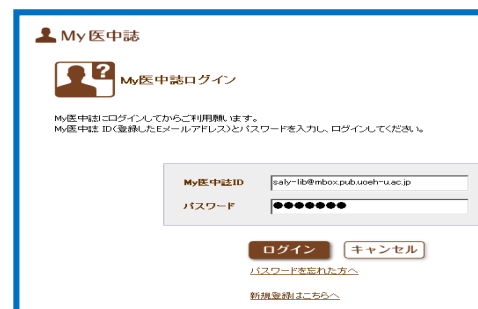 My医中誌
?
My医中誌ログイン
My医中誌にログインしてからご利用願います。
My医中誌 ID(登録したEメールアドレス)とパスワードを入力し、ログインしてください。
My医中誌ID saly-lib@mbox.pub.uoeh-u.ac.jp
パスワード ●●●●●●●
ログイン キャンセル
パスワードを忘れた方へ
新規登録はこちらへ